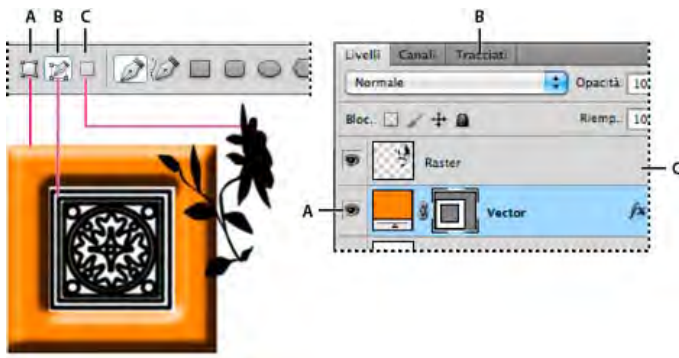 A B C
B
Livelli Canali Tracciati
Normale Opacità: 10
Bloc.: Riemp.: 10
Raster
C
A
Vector fx